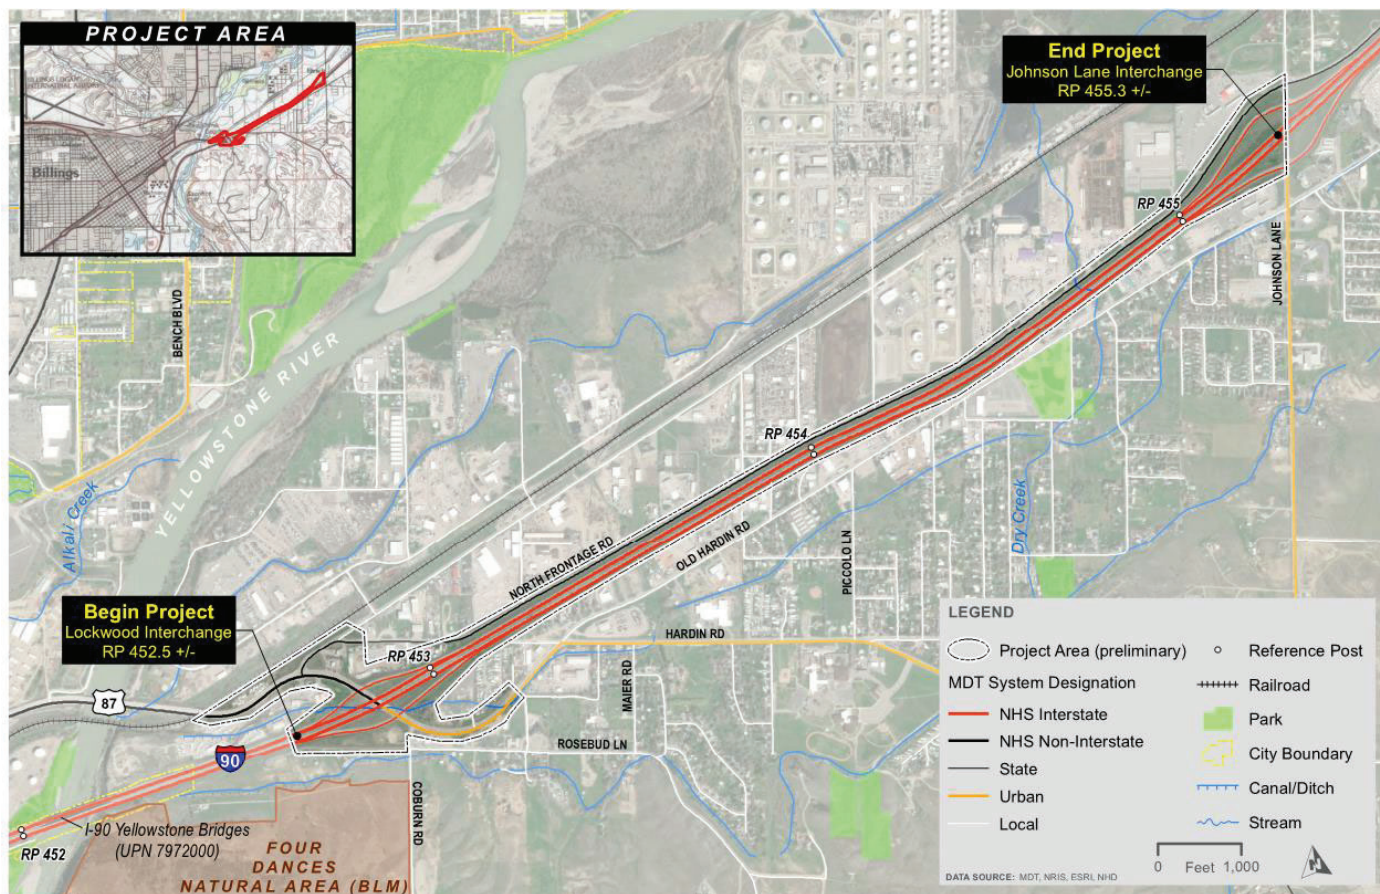 PROJECT AREA
Billings
End Project
Johnson Lane Interchange
RP 455.3 +/-
RP 455
JOHNSON LANE
BENCH BLVD
YELLOWSTONE RIVER
Alkali Creek
RP 454
NORTH FRONTAGE RD
OLD HARDIN RD
PICCOLO LN
Dry Creek
Begin Project
Lockwood Interchange
RP 452.5 +/-
RP 453
HARDIN RD
MAIER RD
87
ROSEBUD LN
90
COBURN RD
I-90 Yellowstone Bridges
(UPN 7972000)
RP 452
FOUR
DANCES
NATURAL AREA (BLM)
LEGEND
Project Area (preliminary)
MDT System Designation
NHS Interstate
NHS Non-Interstate
State
Urban
Local
Reference Post
Railroad
Park
City Boundary
Canal/Ditch
Stream
0 Feet 1,000
N
DATA SOURCE: MDT, NRIS, ESRI, NHD